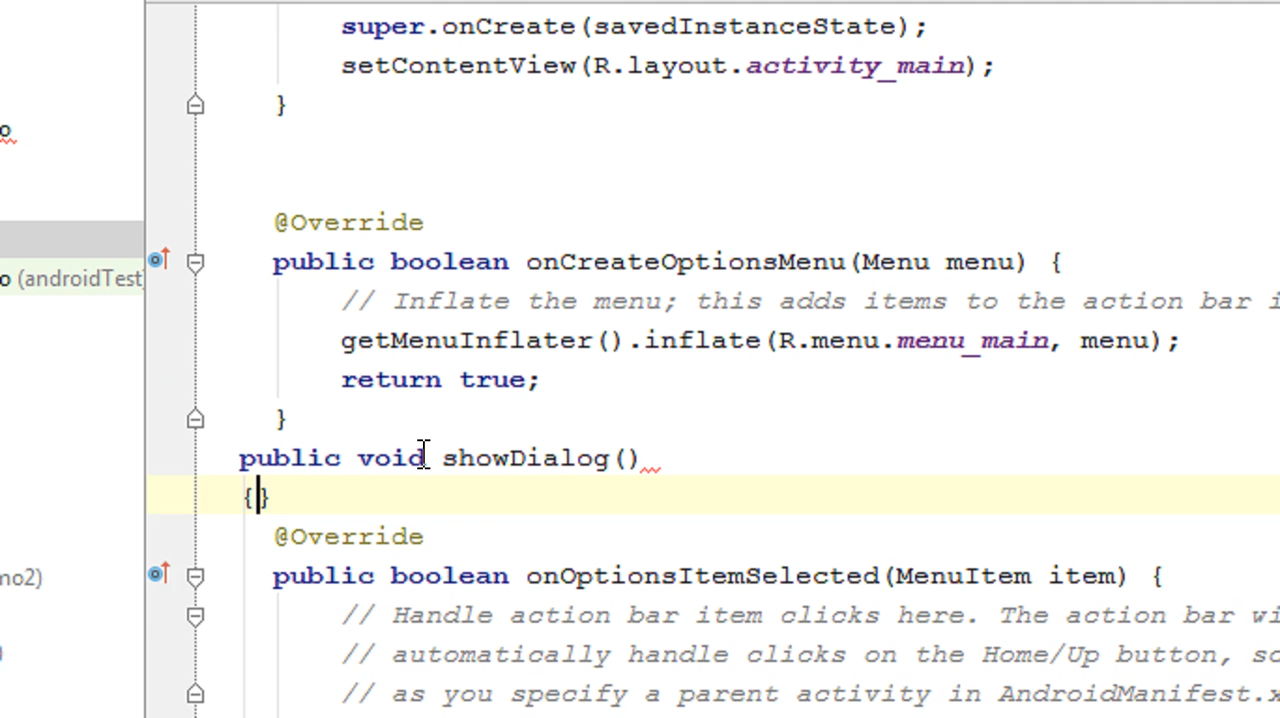 super.onCreate(savedInstanceState);
setContentView(R.layout.activity_main);
}
o
@Override
public boolean onCreateOptionsMenu(Menu menu) {
o (androidTest)
// Inflate the menu; this adds items to the action bar i
getMenuInflater().inflate(R.menu.menu_main, menu);
return true;
}
public void showDialog()
{}
@Override
public boolean onOptionsItemSelected(MenuItem item) {
mo2)
// Handle action bar item clicks here. The action bar wi
// automatically handle clicks on the Home/Up button, so
// as you specify a parent activity in AndroidManifest.x